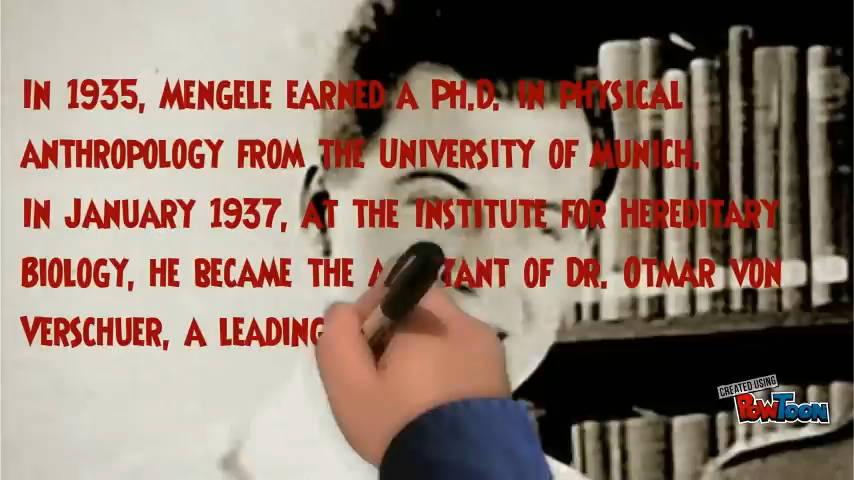 In 1935, Mengele earned a Ph.D. in physical
anthropology from the University of Munich.
In January 1937, at the Institute for Hereditary
Biology, he became the of Dr. Otmar von
Verschuer, a leading
CREATED USING
POWTOON